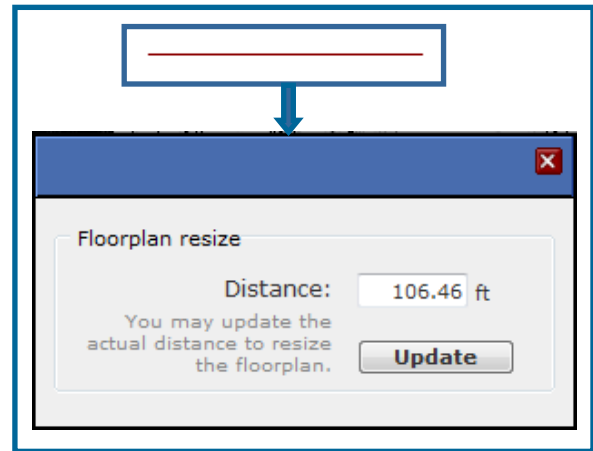 Floorplan resize
Distance: 106.46 ft
You may update the
actual distance to resize
the floorplan.
Update